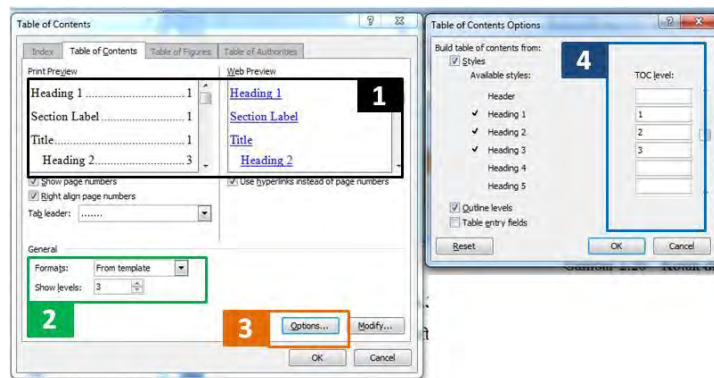 Table of Contents
Index Table of Contents Table of Figures Table of Authorities
Print Preview
Web Preview
1
Heading 1 ..................... 1
Section Label ................. 1
Title........................... 1
Heading 2.................. 3
Heading 1
Section Label
Title
Heading 2
Show page numbers
Right align page numbers
Tab leader: .......
Use hyperlinks instead of page numbers
General
Formats: From template
Show levels: 3
2
3
Options...
Modify...
OK
Cancel
Table of Contents Options
Build table of contents from:
Styles
4
Available styles:
TOC level:
Header
Heading 1 1
Heading 2 2
Heading 3 3
Heading 4
Heading 5
Outline levels
Table entry fields
Reset
OK
Cancel